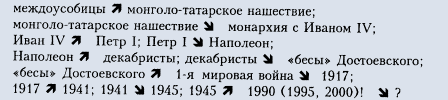 междоусобицы ↗ монголо-татарское нашествие;
монголо-татарское нашествие ↘ монархия с Иваном IV;
Иван IV ↗ Петр I; Петр I ↘ Наполеон;
Наполеон ↗ декабристы; декабристы ↘ «бесы» Достоевского;
«бесы» Достоевского ↗ 1-я мировая война ↘ 1917;
1917 ↗ 1941; 1941 ↘ 1945; 1945 ↗ 1990 (1995, 2000)! ↘ ?